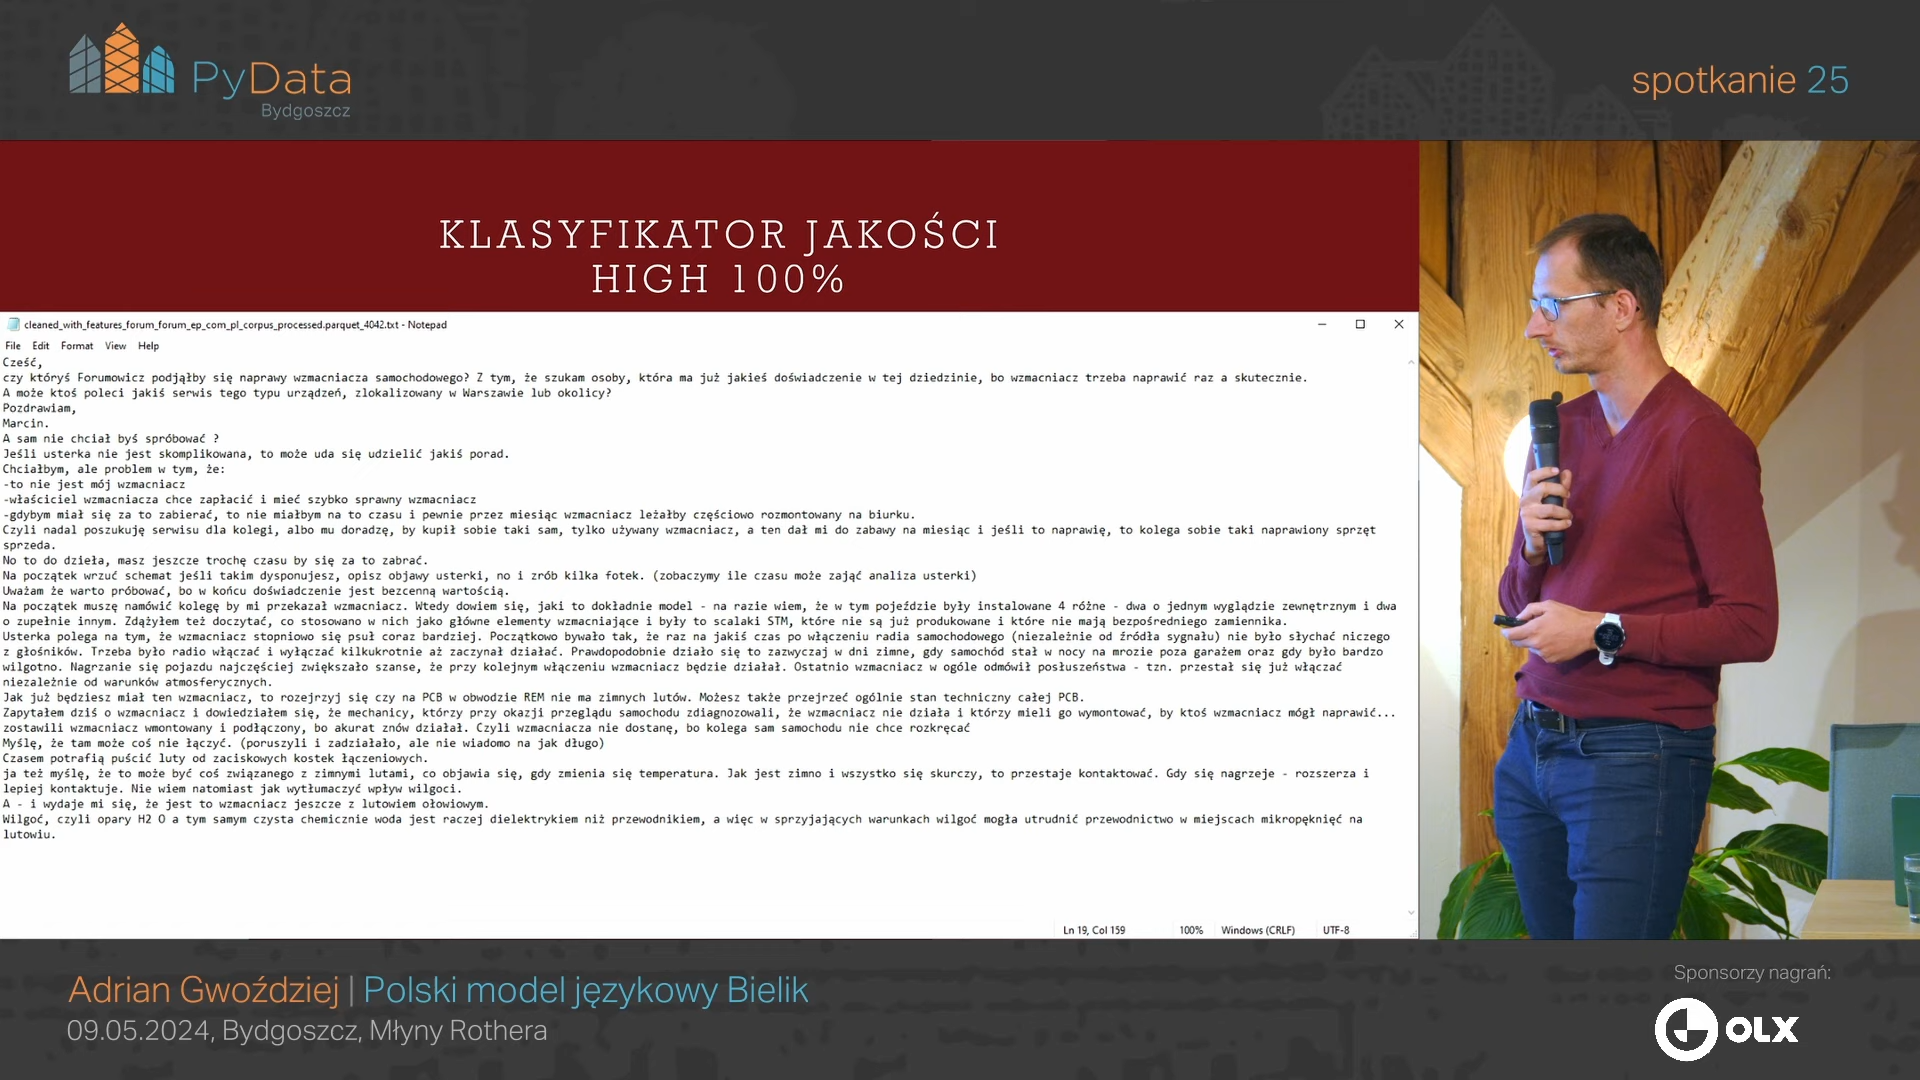 PyData
Bydgoszcz
spotkanie 25
KLASYFIKATOR JAKOŚCI
HIGH 100%
cleaned_with_features_forum_forum_ep_com_pl_corpus_processed.parquet_4042.txt - Notepad
File Edit Format View Help
Cześć,
czy któryś Forumowicz podjąłby się naprawy wzmacniacza samochodowego? Z tym, że szukam osoby, która ma już jakieś doświadczenie w tej dziedzinie, bo wzmacniacz trzeba naprawić raz a skutecznie.
A może ktoś poleci jakiś serwis tego typu urządzeń, zlokalizowany w Warszawie lub okolicy?
Pozdrawiam,
Marcin.
A sam nie chciał byś spróbować ?
Jeśli usterka nie jest skomplikowana, to może uda się udzielić jakiś porad.
Chciałbym, ale problem w tym, że:
-to nie jest mój wzmacniacz
-właściciel wzmacniacza chce zapłacić i mieć szybko sprawny wzmacniacz
-gdybym miał się za to zabierać, to nie miałbym na to czasu i pewnie przez miesiąc wzmacniacz leżałby częściowo rozmontowany na biurku.
Czyli nadal poszukuję serwisu dla kolegi, albo mu doradzę, by kupił sobie taki sam, tylko używany wzmacniacz, a ten dał mi do zabawy na miesiąc i jeśli to naprawię, to kolega sobie taki naprawiony sprzęt
sprzeda.
No to do dzieła, masz jeszcze trochę czasu by się za to zabrać.
Na początek wrzuć schemat jeśli takim dysponujesz, opisz objawy usterki, no i zrób kilka fotek. (zobaczymy ile czasu może zająć analiza usterki)
Uważam że warto próbować, bo w końcu doświadczenie jest bezcenną wartością.
Na początek muszę namówić kolegę by mi przekazał wzmacniacz. Wtedy dowiem się, jaki to dokładnie model - na razie wiem, że w tym pojeździe były instalowane 4 różne - dwa o jednym wyglądzie zewnętrznym i dwa
o zupełnie innym. Zdążyłem też doczytać, co stosowano w nich jako główne elementy wzmacniające i były to scalaki STM, które nie są już produkowane i które nie mają bezpośredniego zamiennika.
Usterka polega na tym, że wzmacniacz stopniowo się psuł coraz bardziej. Początkowo bywało tak, że raz na jakiś czas po włączeniu radia samochodowego (niezależnie od źródła sygnału) nie było słychać niczego
z głośników. Trzeba było radio włączać i wyłączać kilkukrotnie aż zaczynał działać. Prawdopodobnie działo się to zazwyczaj w dni zimne, gdy samochód stał w nocy na mrozie poza garażem oraz gdy było bardzo
wilgotno. Nagrzanie się pojazdu najczęściej zwiększało szanse, że przy kolejnym włączeniu wzmacniacz będzie działał. Ostatnio wzmacniacz w ogóle odmówił posłuszeństwa - tzn. przestał się już włączać
niezależnie od warunków atmosferycznych.
Jak już będziesz miał ten wzmacniacz, to rozejrzyj się czy na PCB w obwodzie REM nie ma zimnych lutów. Możesz także przejrzeć ogólnie stan techniczny całej PCB.
Zapytałem dziś o wzmacniacz i dowiedziałem się, że mechanicy, którzy przy okazji przeglądu samochodu zdiagnozowali, że wzmacniacz nie działa i którzy mieli go wymontować, by ktoś wzmacniacz mógł naprawić...
zostawili wzmacniacz wmontowany i podłączony, bo akurat znów działał. Czyli wzmacniacza nie dostanę, bo kolega sam samochodu nie chce rozkręcać
Myślę, że tam może coś nie łączyć. (poruszyli i zadziałało, ale nie wiadomo na jak długo)
Czasem potrafią puścić luty od zaciskowych kostek łączeniowych.
ja też myślę, że to może być coś związanego z zimnymi lutami, co objawia się, gdy zmienia się temperatura. Jak jest zimno i wszystko się skurczy, to przestaje kontaktować. Gdy się nagrzeje - rozszerza i
lepiej kontaktuje. Nie wiem natomiast jak wytłumaczyć wpływ wilgoci.
A - i wydaje mi się, że jest to wzmacniacz jeszcze z lutowiem ołowiowym.
Wilgoć, czyli opary H2 O a tym samym czysta chemicznie woda jest raczej dielektrykiem niż przewodnikiem, a więc w sprzyjających warunkach wilgoć mogła utrudnić przewodnictwo w miejscach mikropęknięć na
lutowiu.
Ln 19, Col 159 100% Windows (CRLF) UTF-8
Adrian Gwoździej | Polski model językowy Bielik
09.05.2024, Bydgoszcz, Młyny Rothera
Sponsorzy nagrań:
OLX